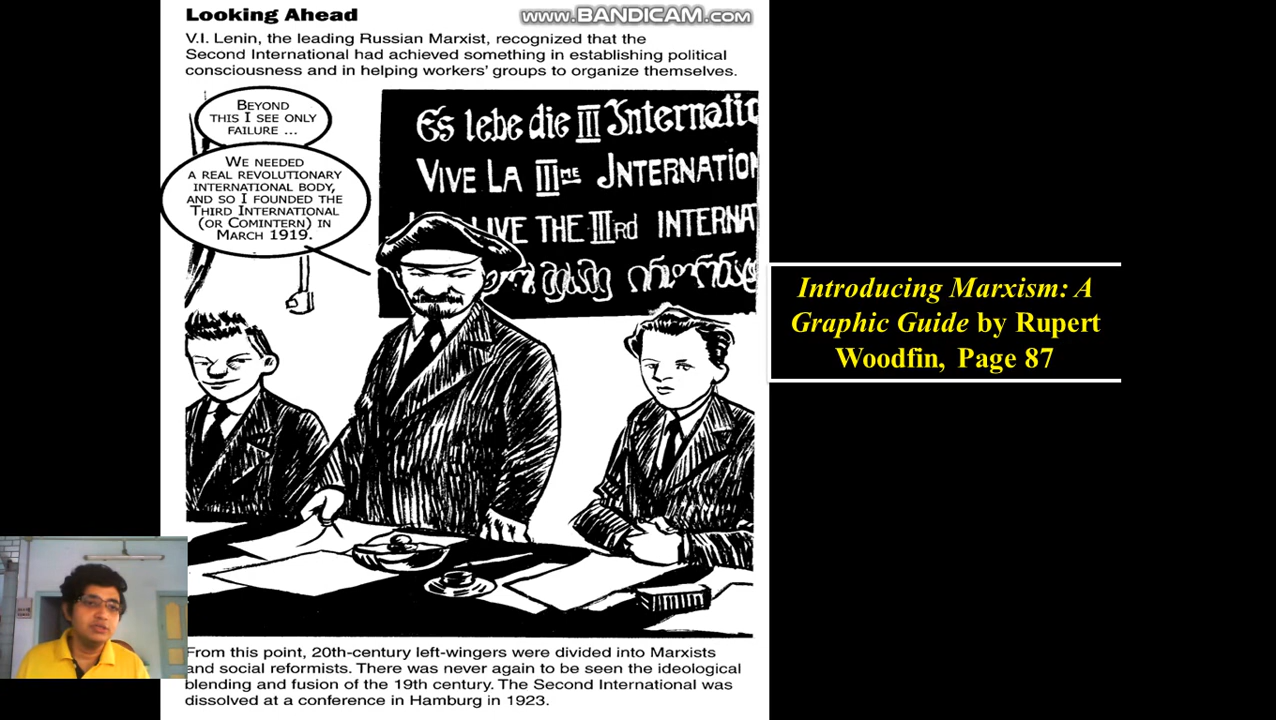 Looking Ahead
www.BANDICAM.com
V.I. Lenin, the leading Russian Marxist, recognized that the
Second International had achieved something in establishing political
consciousness and in helping workers' groups to organize themselves.
BEYOND
THIS I SEE ONLY
FAILURE ...
WE NEEDED
A REAL REVOLUTIONARY
INTERNATIONAL BODY,
AND SO I FOUNDED THE
THIRD INTERNATIONAL
(OR COMINTERN) IN
MARCH 1919.
Es lebe die III Internatio
VIVE LA IIIME INTERNATION
LIVE THE IIIRD INTERNA
Introducing Marxism: A
Graphic Guide by Rupert
Woodfin, Page 87
From this point, 20th-century left-wingers were divided into Marxists
and social reformists. There was never again to be seen the ideological
blending and fusion of the 19th century. The Second International was
dissolved at a conference in Hamburg in 1923.